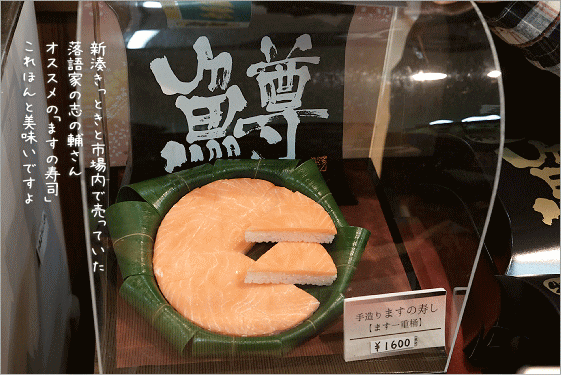 新湊きっときと市場内で売っていた
落語家の志の輔さん
オススメの「ますの寿司」
これほんと美味いですよ
鱒
手造りますの寿し
【ます一重桶】
¥1600